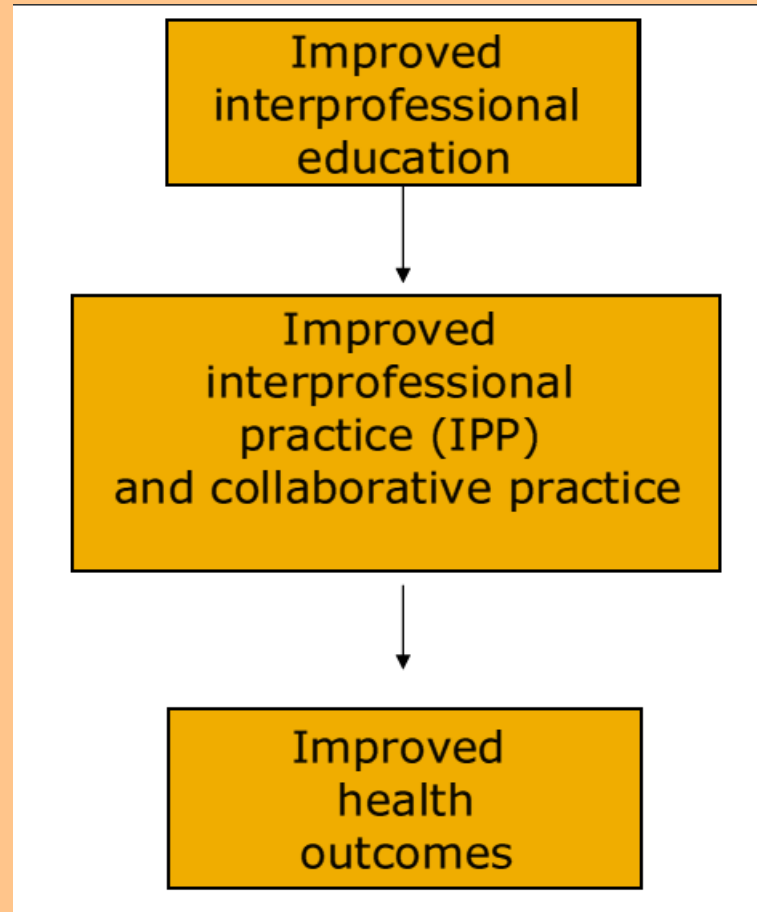 Improved
interprofessional
education
Improved
interprofessional
practice (IPP)
and collaborative practice
Improved
health
outcomes